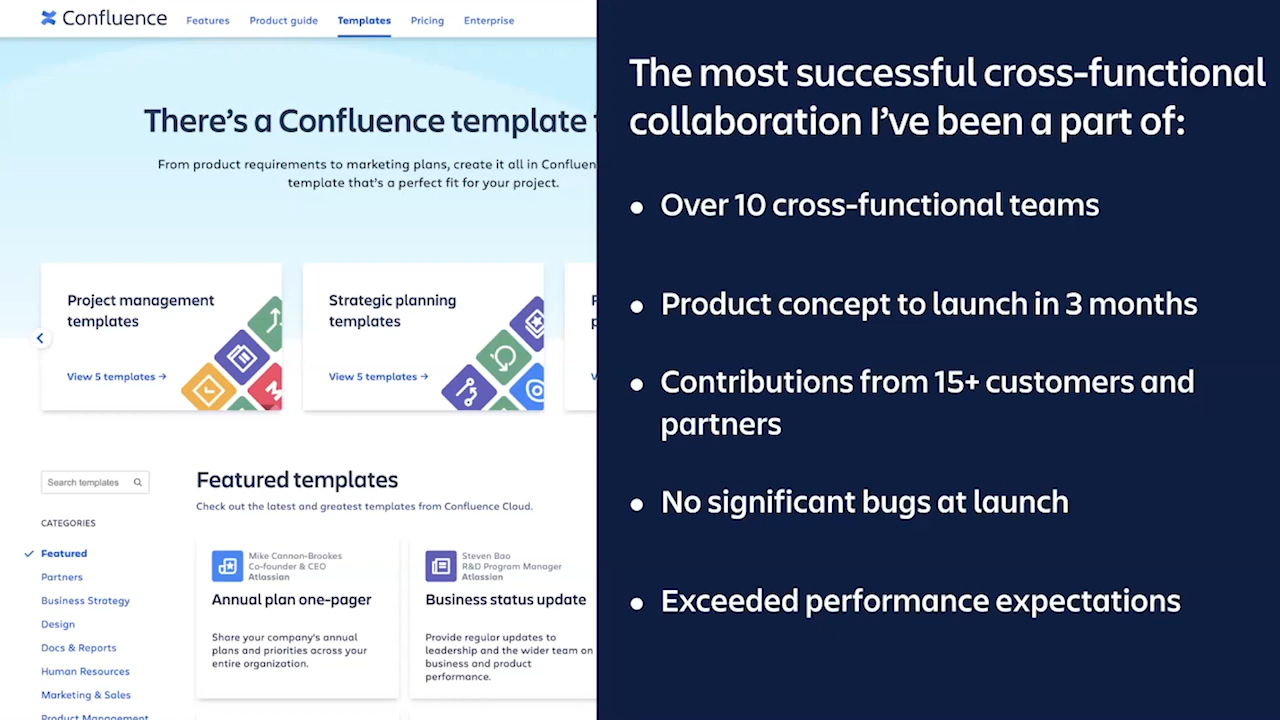 Confluence
Features
Product guide
Templates
Pricing
Enterprise
There's a Confluence template
From product requirements to marketing plans, create it all in
template that's a perfect fit for your project.
Project management
templates
View 5 templates →
Strategic planning
templates
View 5 templates →
Search templates
CATEGORIES
Featured
Partners
Business Strategy
Design
Docs & Reports
Human Resources
Marketing & Sales
Product Management
Featured templates
Check out the latest and greatest templates from Confluence Cloud.
Mike Cannon-Brookes
Co-founder & CEO
Atlassian
Annual plan one-pager
Share your company's annual
plans and priorities across your
entire organization.
Steven Bao
R&D Program Manager
Atlassian
Business status update
Provide regular updates to
leadership and the wider team on
business and product
performance.
The most successful cross-functional
collaboration I've been a part of:
• Over 10 cross-functional teams
• Product concept to launch in 3 months
• Contributions from 15+ customers and
partners
• No significant bugs at launch
• Exceeded performance expectations